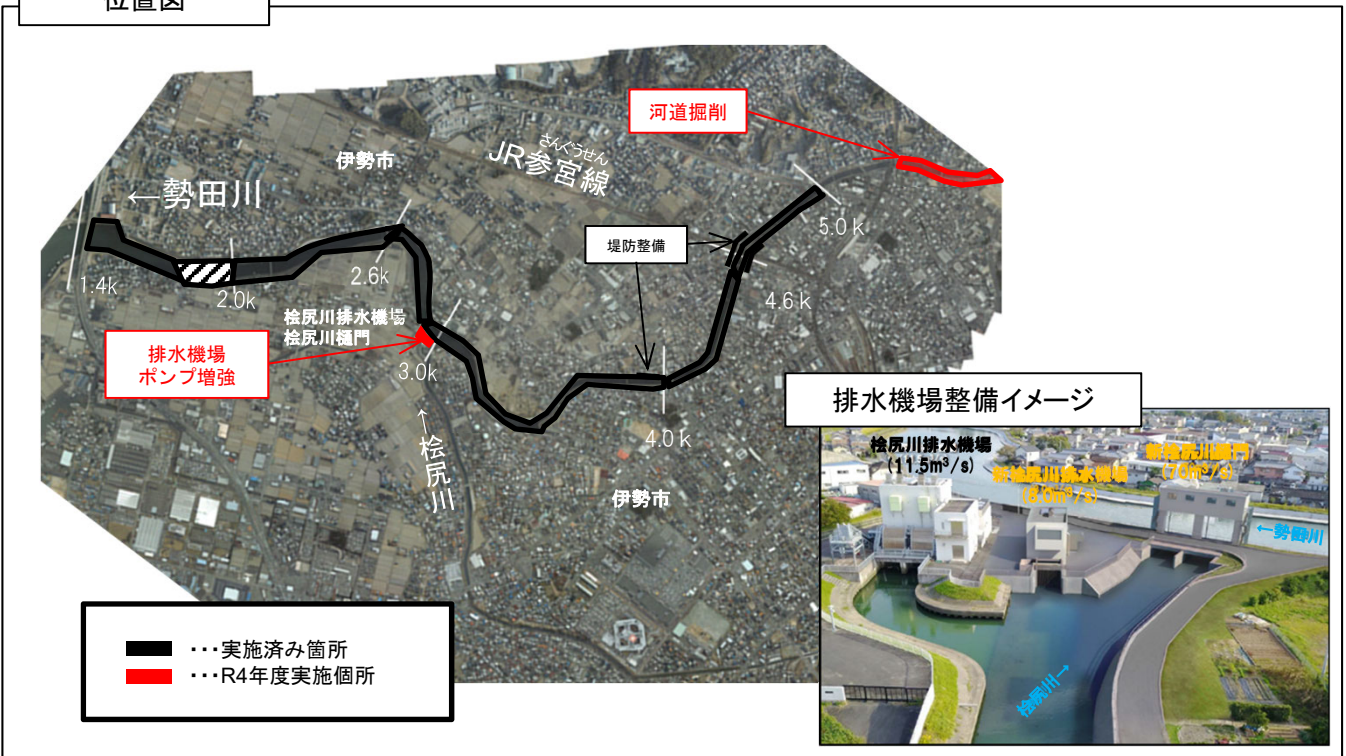 位置図
河道掘削
さんぐうせん
JR参宮線
伊勢市
←勢田川
堤防整備
5.0k
1.4k
2.0k
2.6k
4.6k
桧尻川排水機場
桧尻川樋門
排水機場
ポンプ増強
3.0k
←桧尻川
4.0k
伊勢市
排水機場整備イメージ
桧尻川排水機場
(11.5m³/s)
新桧尻川排水機場
(8.0m³/s)
新桧尻川樋門
(70m³/s)
←勢田川
桧尻川→
･･･実施済み箇所
･･･R4年度実施個所